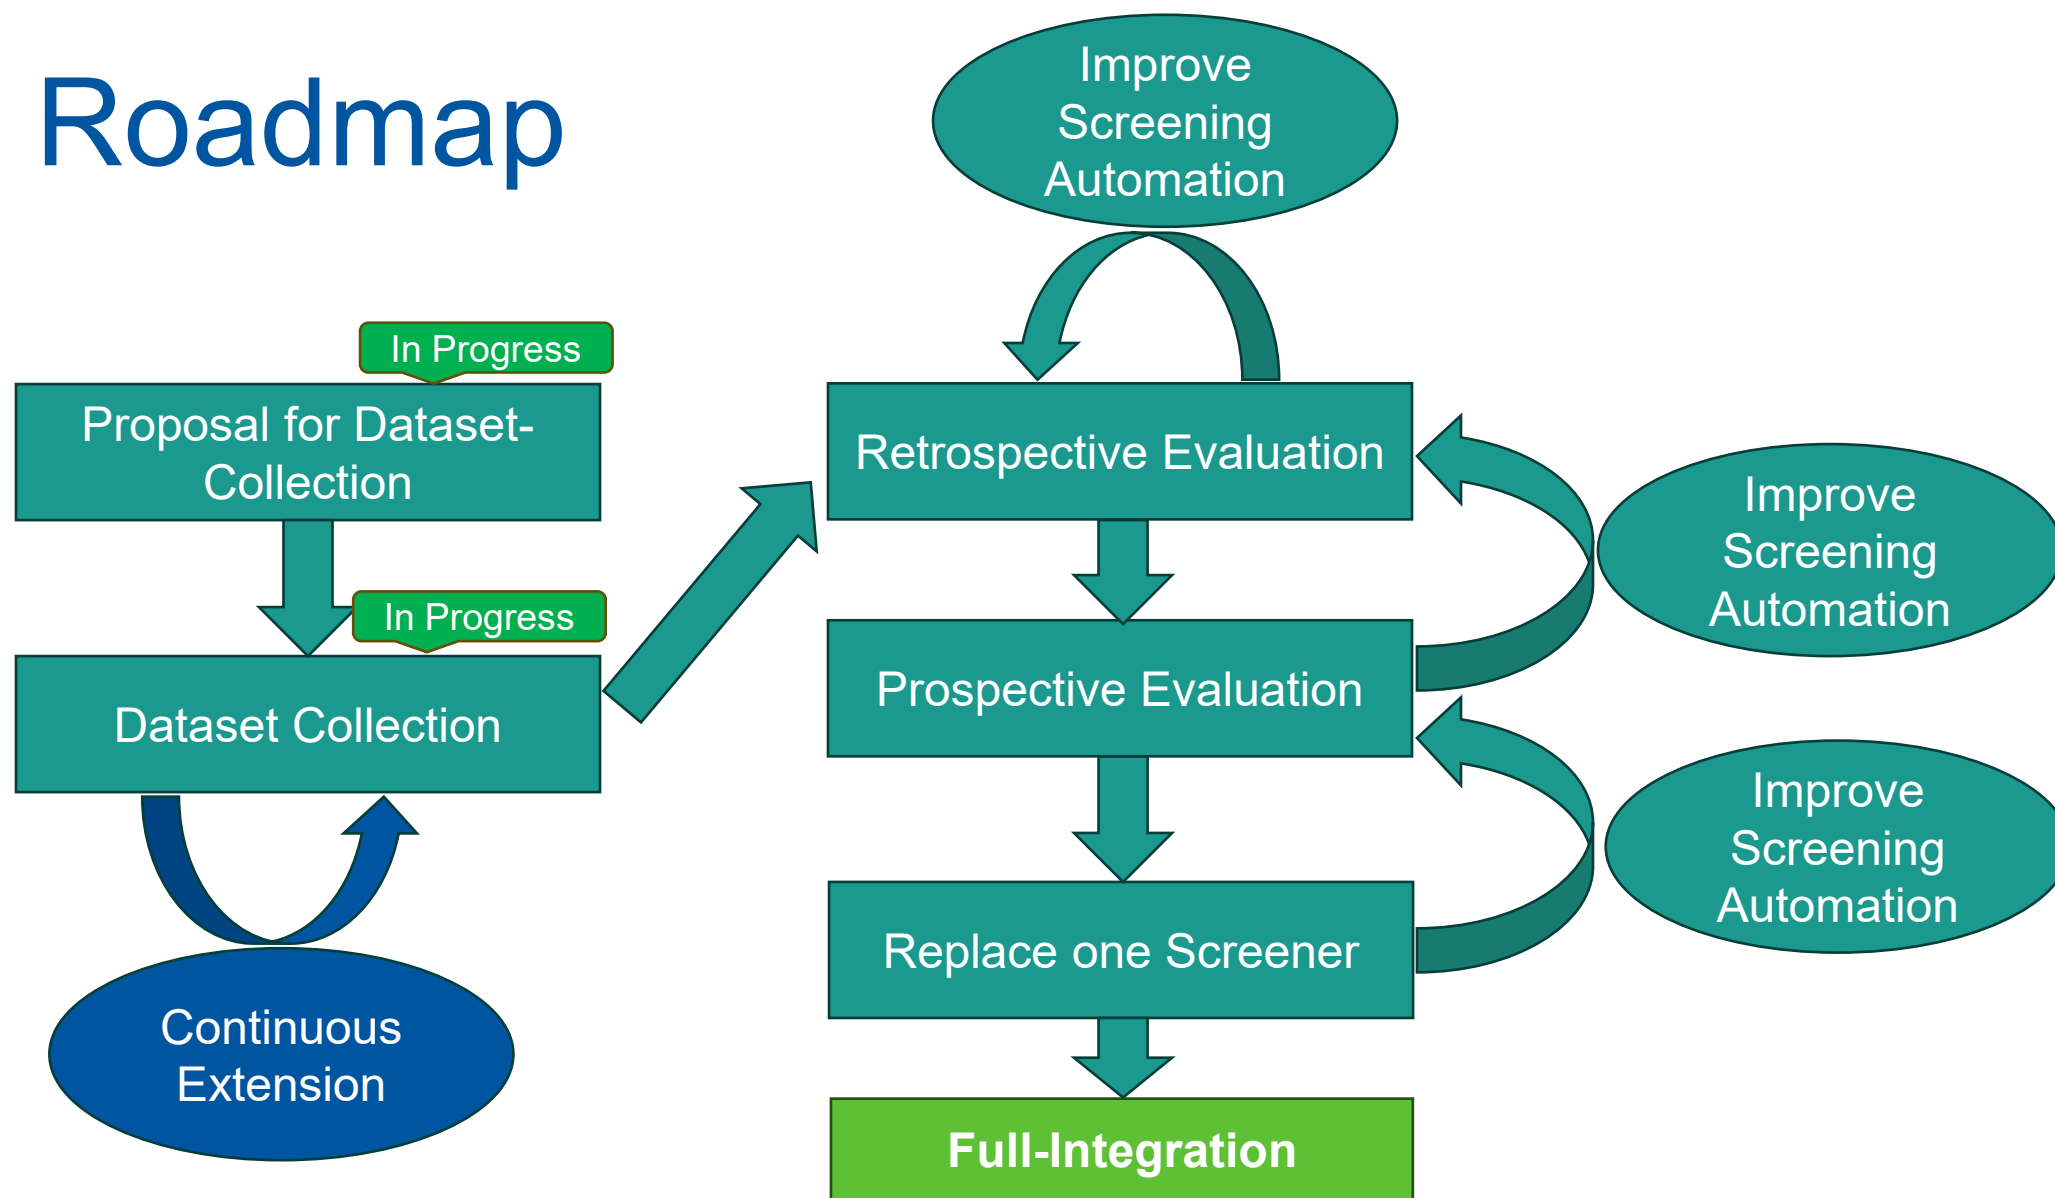 Roadmap
In Progress
Proposal for Dataset-
Collection
In Progress
Dataset Collection
Continuous
Extension
Improve
Screening
Automation
Retrospective Evaluation
Improve
Screening
Automation
Prospective Evaluation
Improve
Screening
Automation
Replace one Screener
Full-Integration